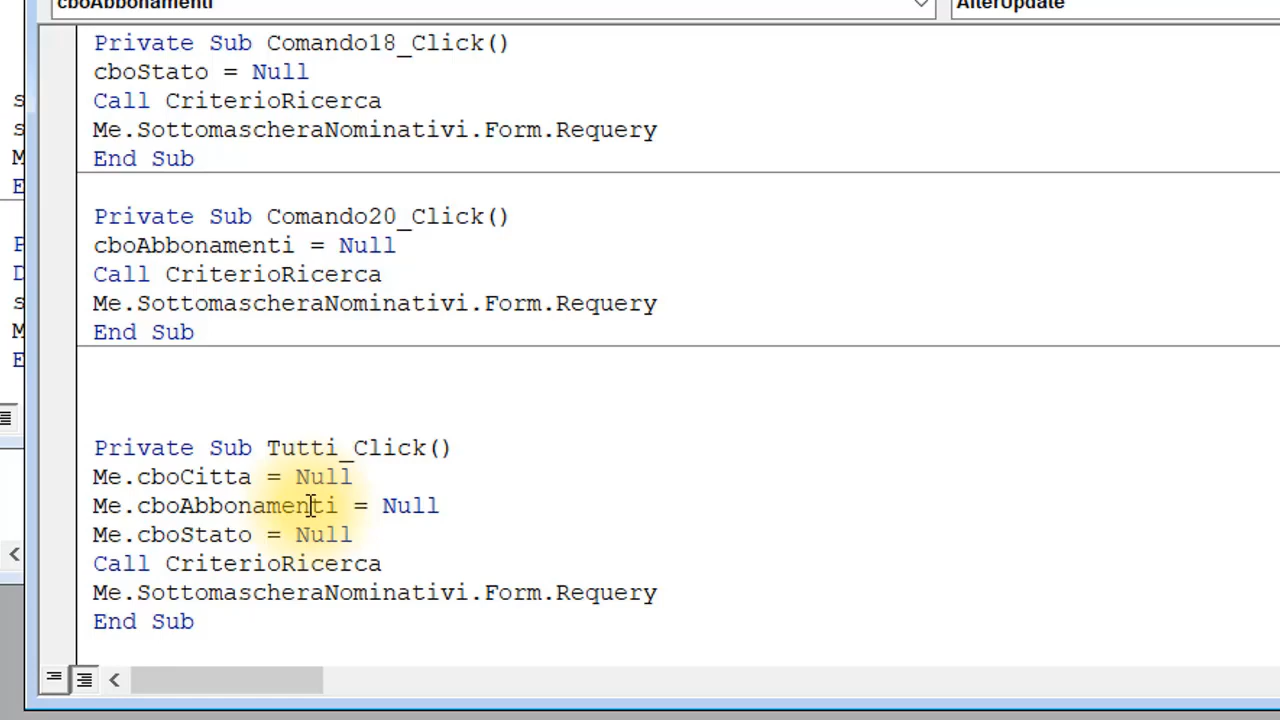 cboAbbonamenti
AfterUpdate
Private Sub Comando18_Click()
cboStato = Null
Call CriterioRicerca
Me.SottomascheraNominativi.Form.Requery
End Sub
Private Sub Comando20_Click()
cboAbbonamenti = Null
Call CriterioRicerca
Me.SottomascheraNominativi.Form.Requery
End Sub
Private Sub Tutti_Click()
Me.cboCitta = Null
Me.cboAbbonamenti = Null
Me.cboStato = Null
Call CriterioRicerca
Me.SottomascheraNominativi.Form.Requery
End Sub